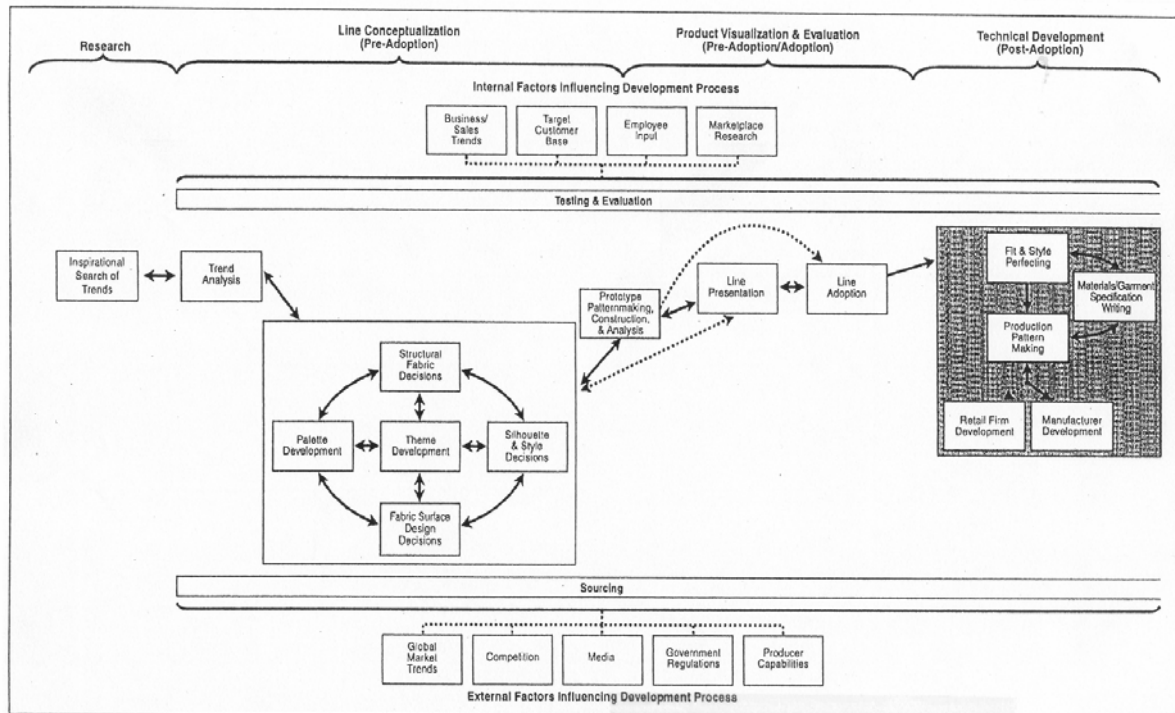 Research
Line Conceptualization
(Pre-Adoption)
Product Visualization & Evaluation
(Pre-Adoption/Adoption)
Technical Development
(Post-Adoption)
Internal Factors Influencing Development Process
Business/
Sales
Trends
Target
Customer
Base
Employee
Input
Marketplace
Research
Testing & Evaluation
Inspirational
Search of
Trends
Trend
Analysis
Structural
Fabric
Decisions
Palette
Development
Theme
Development
Silhouette
& Style
Decisions
Fabric Surface
Design
Decisions
Prototype
Patternmaking,
Construction,
& Analysis
Line
Presentation
Line
Adoption
Fit & Style
Perfecting
Materials/Garment
Specification
Writing
Production
Pattern
Making
Retail Firm
Development
Manufacturer
Development
Sourcing
Global
Market
Trends
Competition
Media
Government
Regulations
Producer
Capabilities
External Factors Influencing Development Process